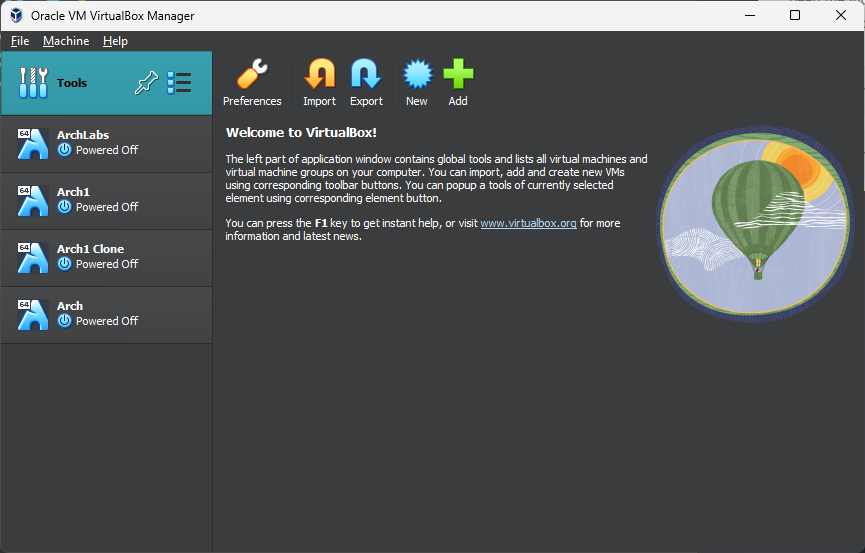 Oracle VM VirtualBox Manager
File Machine Help
Tools
Preferences Import Export New Add
64 ArchLabs
Powered Off
64 Arch1
Powered Off
64 Arch1 Clone
Powered Off
64 Arch
Powered Off
Welcome to VirtualBox!
The left part of application window contains global tools and lists all virtual machines and
virtual machine groups on your computer. You can import, add and create new VMs
using corresponding toolbar buttons. You can popup a tools of currently selected
element using corresponding element button.
You can press the F1 key to get instant help, or visit www.virtualbox.org for more
information and latest news.